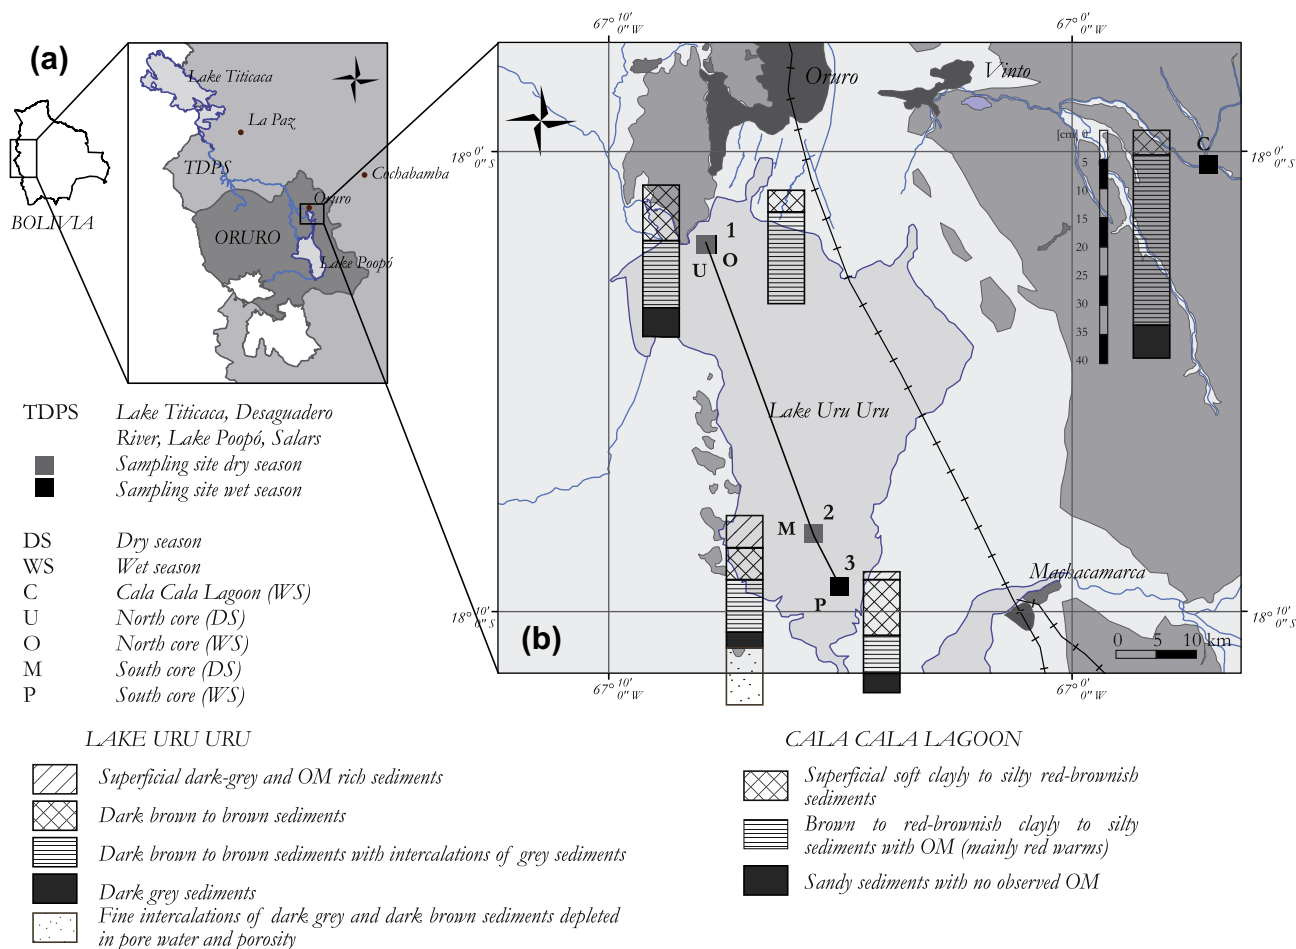 (a)
Lake Titicaca
La Paz
TDPS
Cochabamba
Oruro
ORURO
Lake Poopó
BOLIVIA
67° 10' 0" W
67° 0' 0" W
Oruro
Vinto
18° 0' 0" S
18° 0' 0" S
C
[cm] 0
5
10
15
20
25
30
35
40
1
U
O
Lake Uru Uru
2
M
3
P
Machacamarca
18° 10' 0" S
18° 10' 0" S
(b)
0 5 10 km
67° 10' 0" W
67° 0' 0" W
TDPS Lake Titicaca, Desaguadero
River, Lake Poopó, Salars
Sampling site dry season
Sampling site wet season
DS Dry season
WS Wet season
C Cala Cala Lagoon (WS)
U North core (DS)
O North core (WS)
M South core (DS)
P South core (WS)
LAKE URU URU
Superficial dark-grey and OM rich sediments
Dark brown to brown sediments
Dark brown to brown sediments with intercalations of grey sediments
Dark grey sediments
Fine intercalations of dark grey and dark brown sediments depleted
in pore water and porosity
CALA CALA LAGOON
Superficial soft clayly to silty red-brownish
sediments
Brown to red-brownish clayly to silty
sediments with OM (mainly red warms)
Sandy sediments with no observed OM